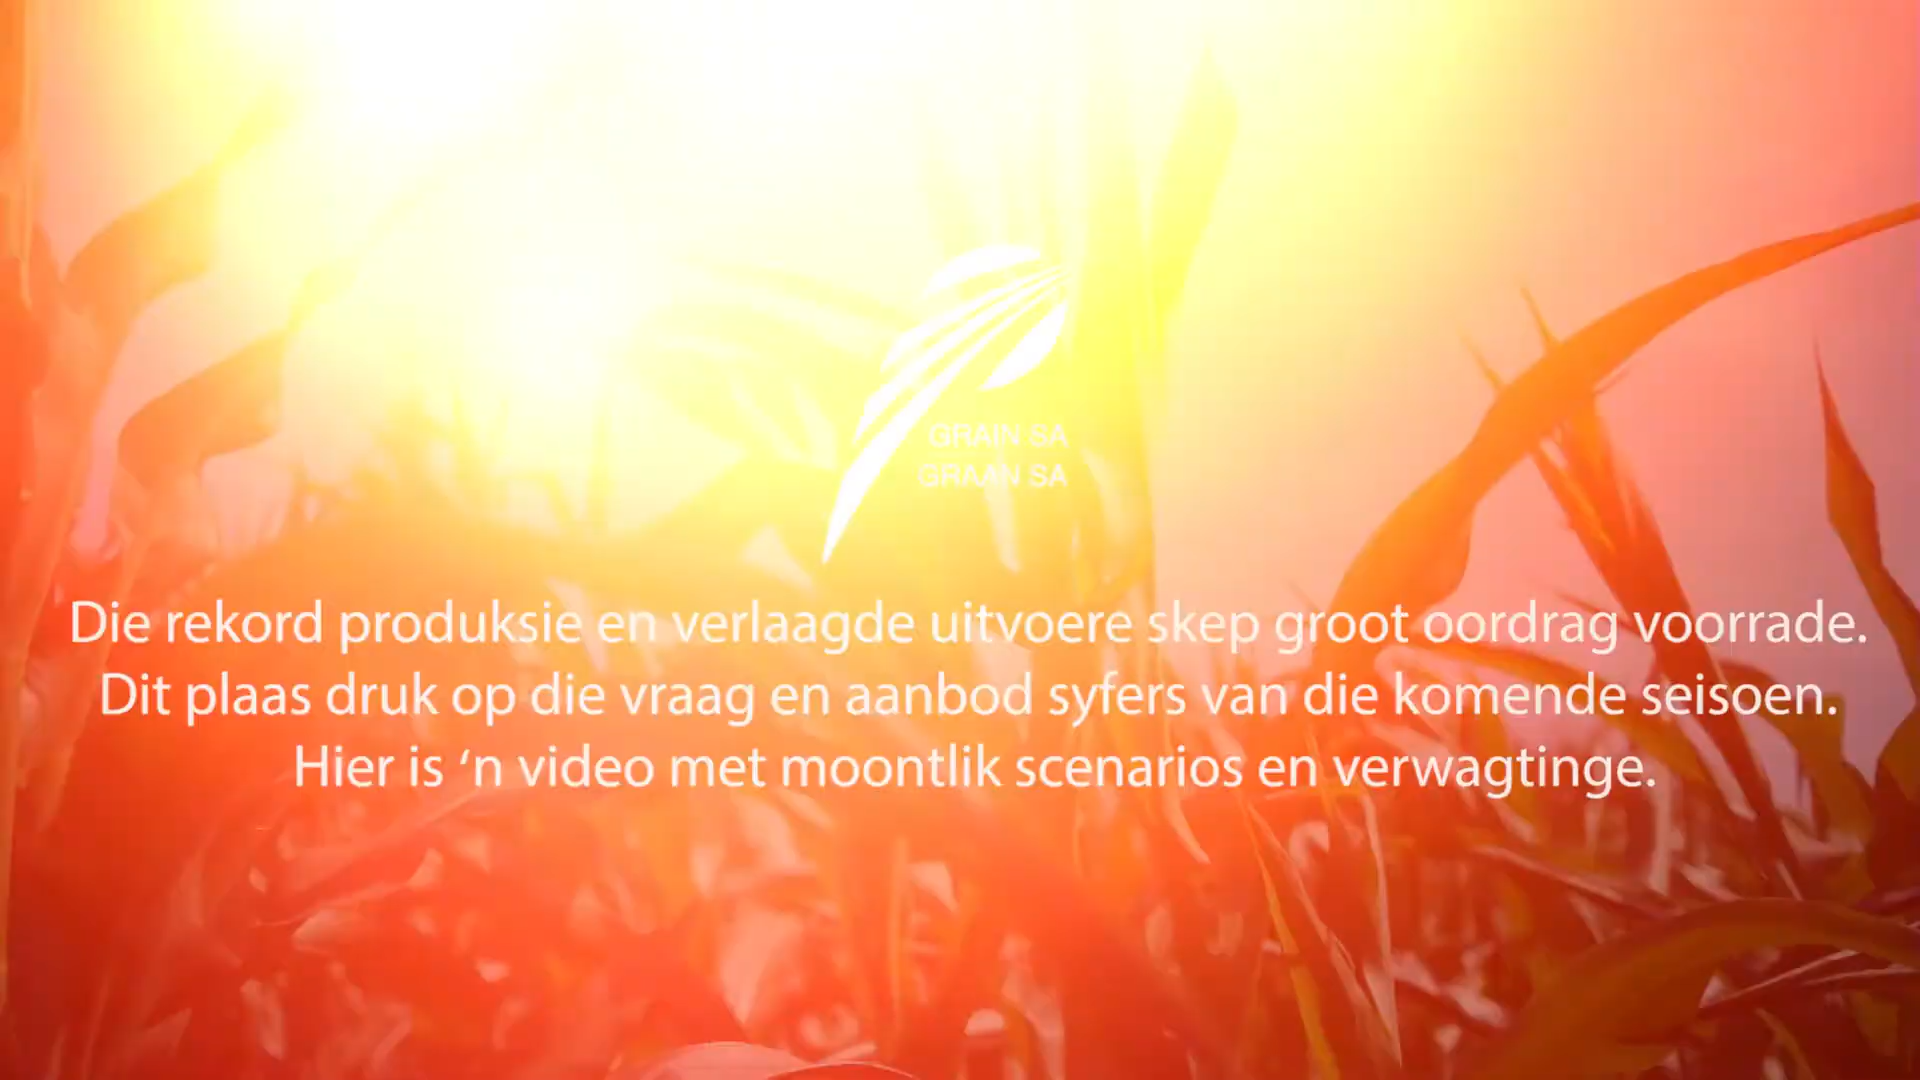 GRAIN SA
GRAAN SA
Die rekord produksie en verlaagde uitvoere skep groot oordrag voorrade.
Dit plaas druk op die vraag en aanbod syfers van die komende seisoen.
Hier is ‘n video met moontlik scenarios en verwagtinge.